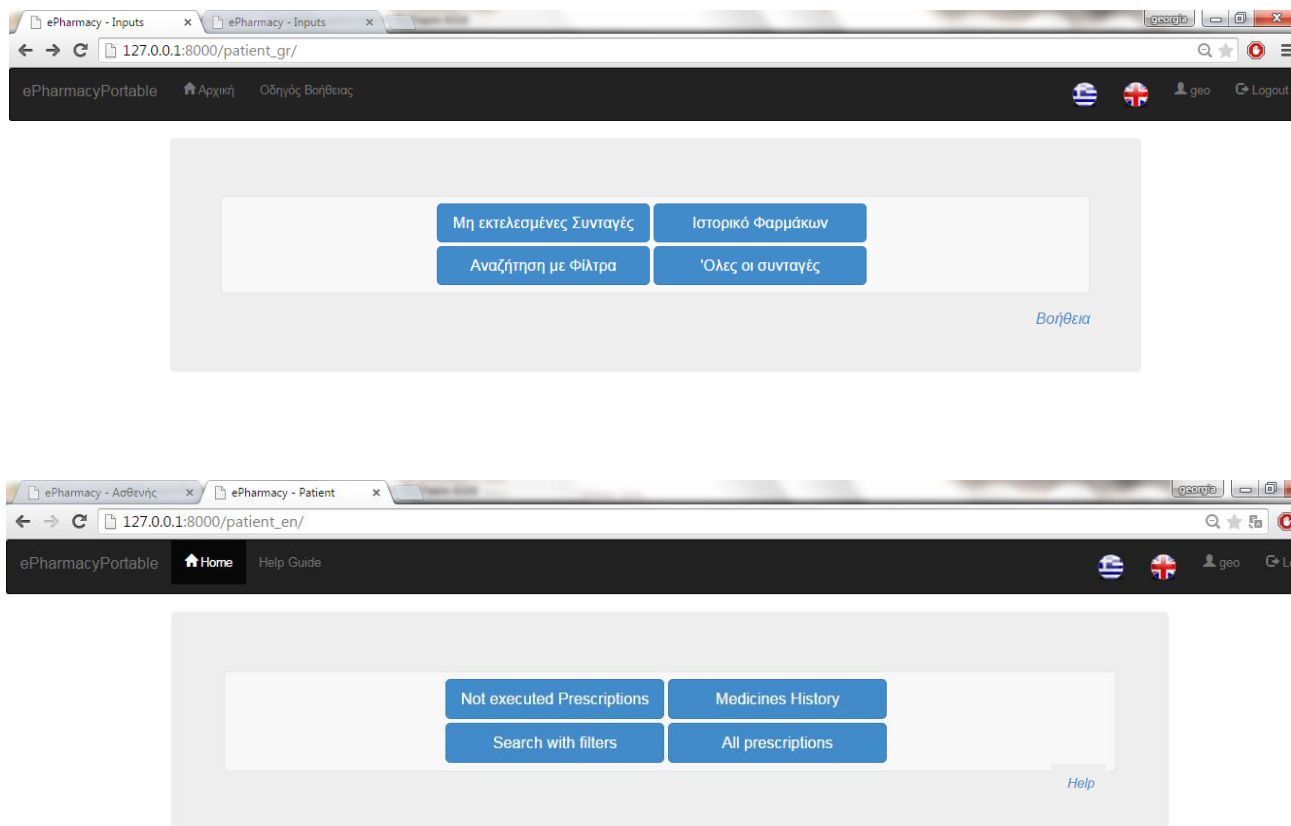 ePharmacy - Inputs ePharmacy - Inputs georgia
127.0.0.1:8000/patient_gr/
ePharmacyPortable Αρχική Οδηγός Βοήθειας geo Logout
Μη εκτελεσμένες Συνταγές Ιστορικό Φαρμάκων
Αναζήτηση με Φίλτρα 'Ολες οι συνταγές
Βοήθεια
ePharmacy - Ασθενής ePharmacy - Patient georgia
127.0.0.1:8000/patient_en/
ePharmacyPortable Home Help Guide geo
Not executed Prescriptions Medicines History
Search with filters All prescriptions
Help